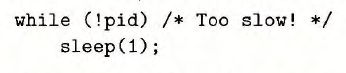 while (!pid) /* Too slow! */
    sleep(1);